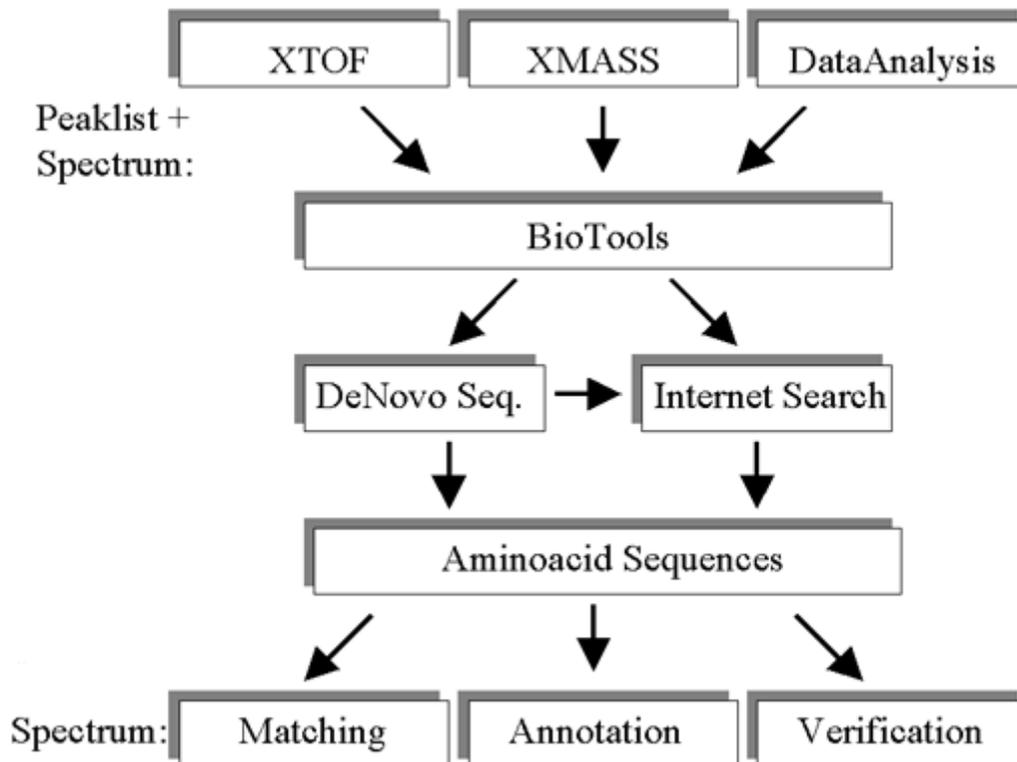 XTOF
XMASS
DataAnalysis
Peaklist +
Spectrum:
BioTools
DeNovo Seq.
Internet Search
Aminoacid Sequences
Spectrum:
Matching
Annotation
Verification